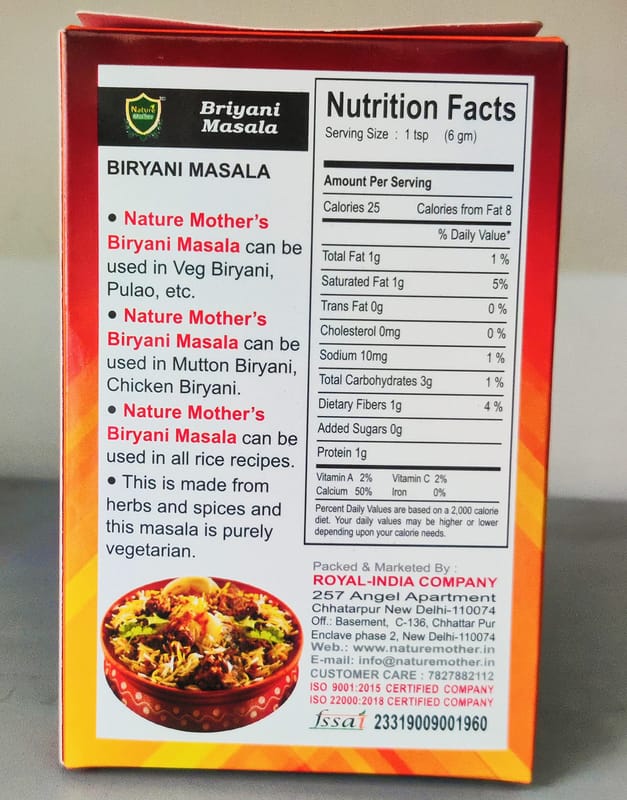 Nature
Mother
Briyani
Masala
BIRYANI MASALA
• Nature Mother's
Biryani Masala can be
used in Veg Biryani,
Pulao, etc.
• Nature Mother's
Biryani Masala can be
used in Mutton Biryani,
Chicken Biryani.
• Nature Mother's
Biryani Masala can be
used in all rice recipes.
• This is made from
herbs and spices and
this masala is purely
vegetarian.
Nutrition Facts
Serving Size : 1 tsp (6 gm)
Amount Per Serving
Calories 25 Calories from Fat 8
% Daily Value*
Total Fat 1g 1 %
Saturated Fat 1g 5%
Trans Fat 0g 0 %
Cholesterol 0mg 0 %
Sodium 10mg 1 %
Total Carbohydrates 3g 1 %
Dietary Fibers 1g 4 %
Added Sugars 0g
Protein 1g
Vitamin A 2% Vitamin C 2%
Calcium 50% Iron 0%
Percent Daily Values are based on a 2,000 calorie
diet. Your daily values may be higher or lower
depending upon your calorie needs.
Packed & Marketed By :
ROYAL-INDIA COMPANY
257 Angel Apartment
Chhatarpur New Delhi-110074
Off.: Basement, C-136, Chhattar Pur
Enclave phase 2, New Delhi-110074
Web.: www.naturemother.in
E-mail: info@naturemother.in
CUSTOMER CARE : 7827882112
ISO 9001:2015 CERTIFIED COMPANY
ISO 22000:2018 CERTIFIED COMPANY
fssai 23319009001960